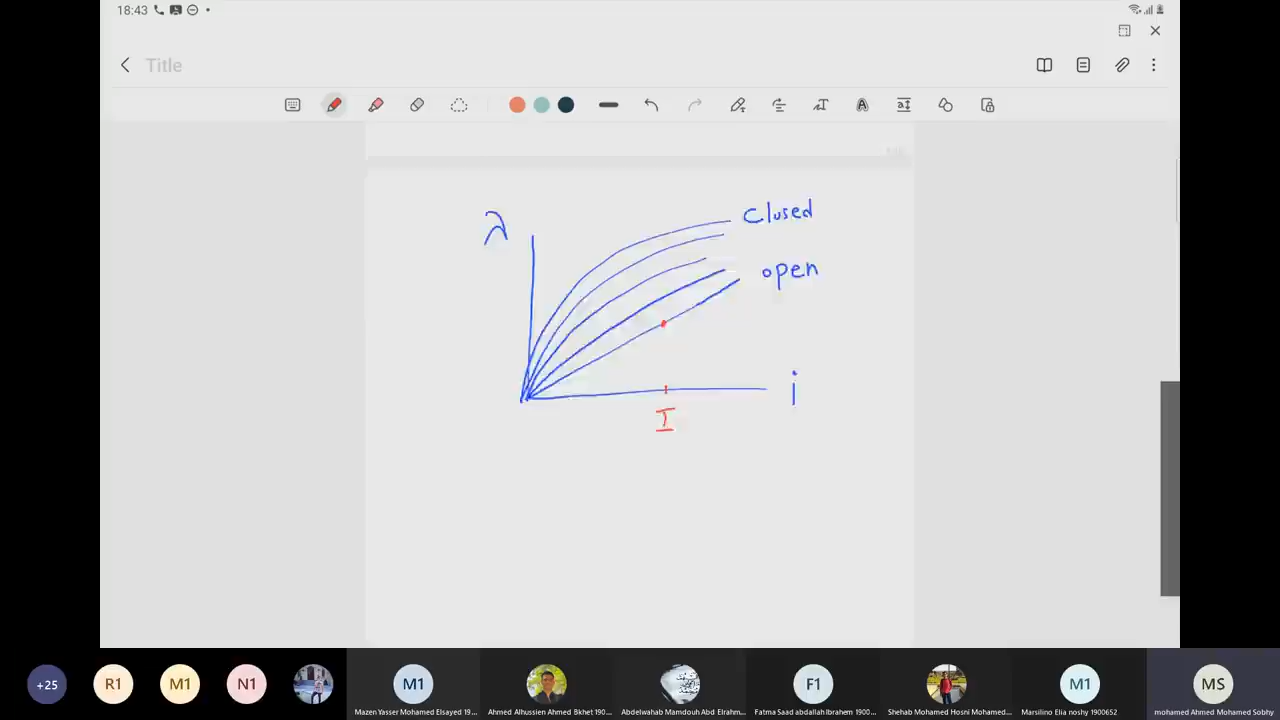 18:43
Title
λ
Closed
open
i
I
+25
R1
M1
N1
M1
F1
M1
MS
Mazen Yasser Mohamed Elsayed 19...
Ahmed Alhussien Ahmed Bkhet 190...
Abdelwahab Mamdouh Abd Elrahm...
Fatma Saad abdallah Ibrahem 1900...
Shehab Mohamed Hosni Mohamed...
Marsilino Elia noshy 1900652
mohamed Ahmed Mohamed Sobhy